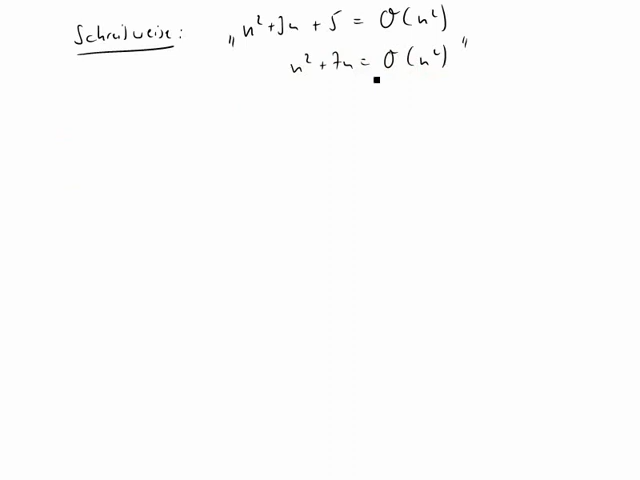 Schreibweise: „n² + 3n + 5 = O(n²)
n² + 7n = O(n²)"